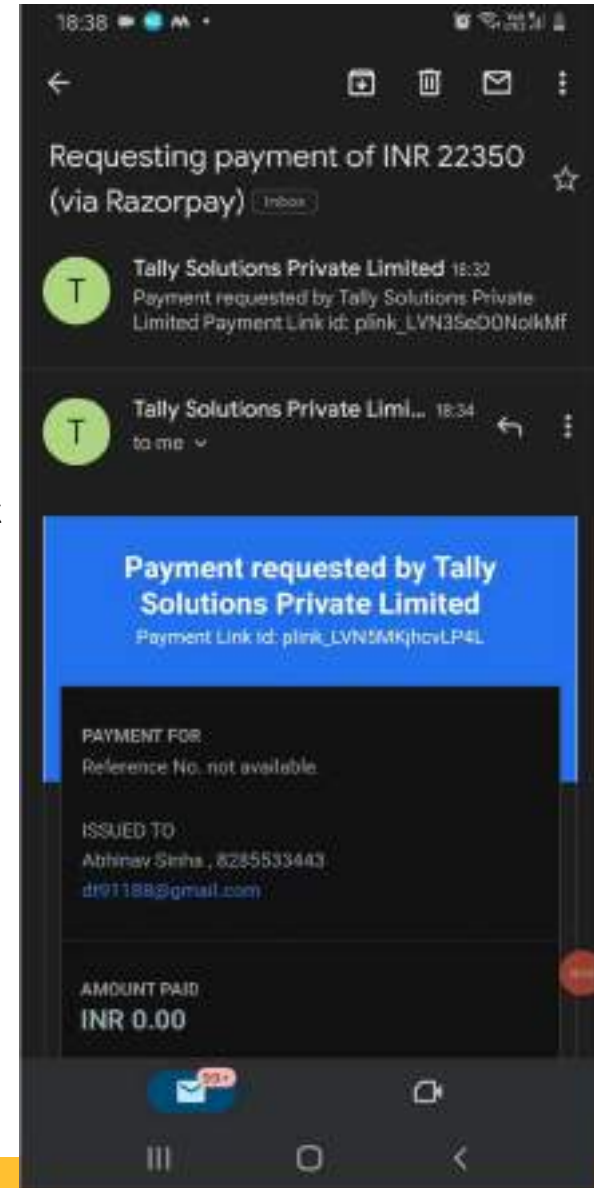 18:38
Requesting payment of INR 22350
(via Razorpay) Inbox
T
Tally Solutions Private Limited 18:32
Payment requested by Tally Solutions Private
Limited Payment Link id: plink_LVN3SeD0NolkMf
T
Tally Solutions Private Limi... 18:34
to me
Payment requested by Tally
Solutions Private Limited
Payment Link id: plink_LVN5MKjhcvLP4L
PAYMENT FOR
Reference No. not available
ISSUED TO
Abhinav Sinha , 8285533443
dt91188@gmail.com
AMOUNT PAID
INR 0.00
99+